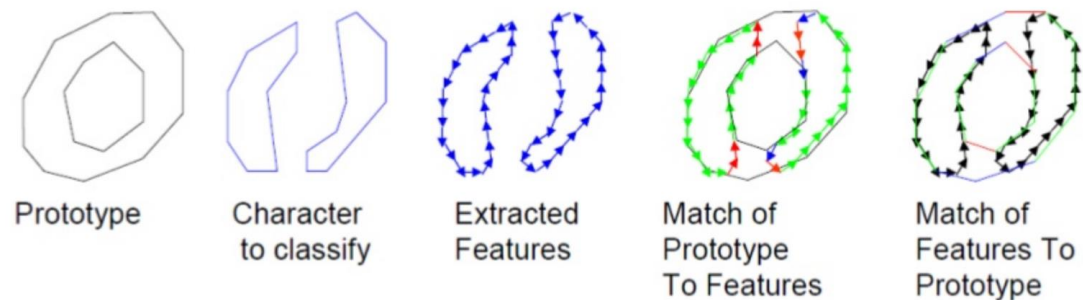 Prototype
Character
to classify
Extracted
Features
Match of
Prototype
To Features
Match of
Features To
Prototype